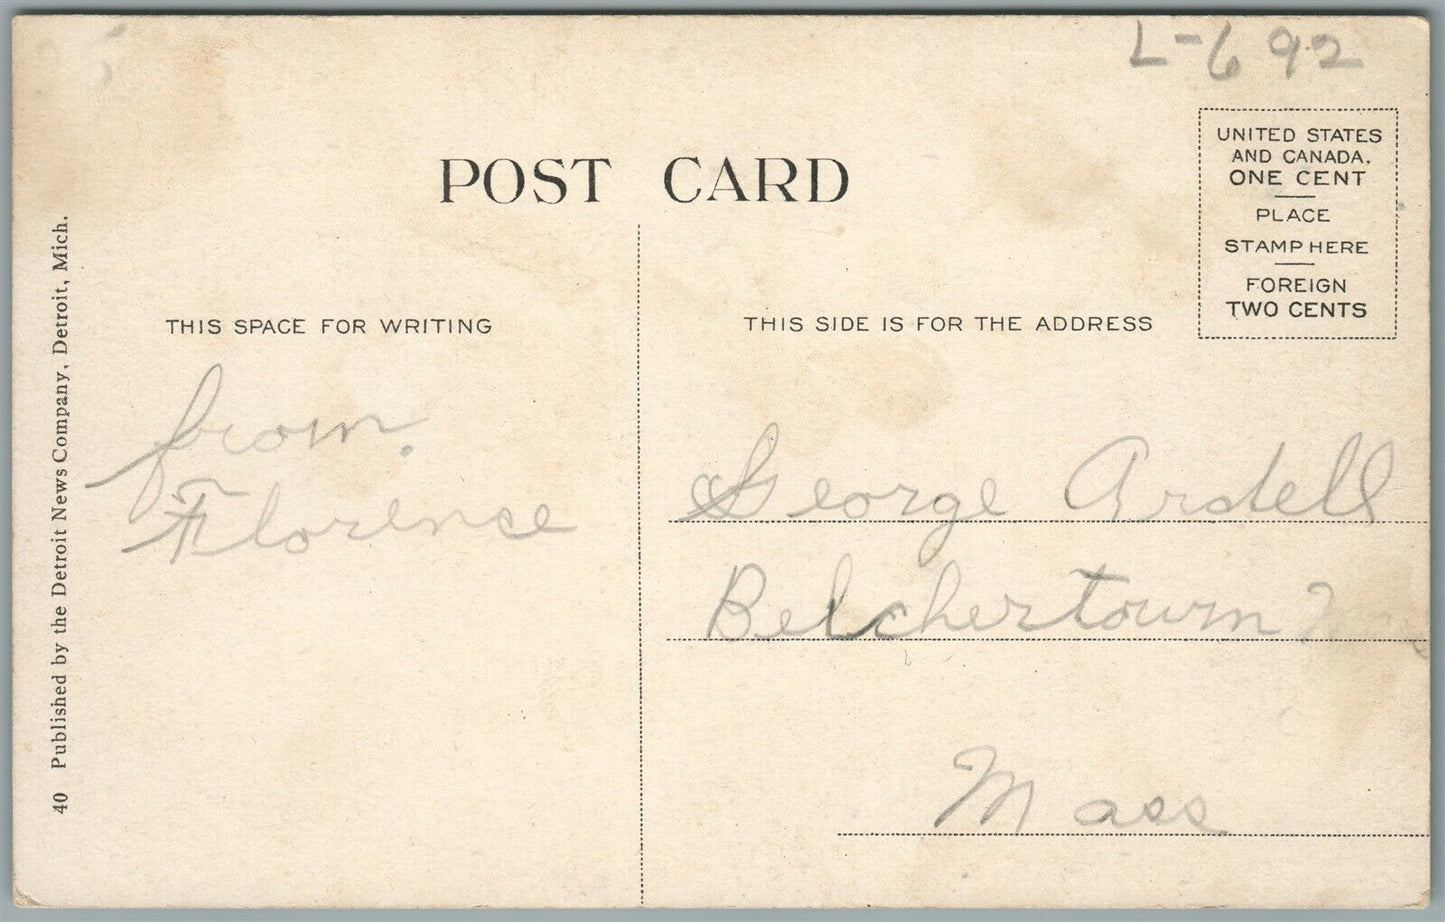 L-692
POST CARD
UNITED STATES
AND CANADA.
ONE CENT
PLACE
STAMP HERE
FOREIGN
TWO CENTS
THIS SPACE FOR WRITING
THIS SIDE IS FOR THE ADDRESS
from.
Florence
George Ardell
Belchertown
Mass
40 Published by the Detroit News Company, Detroit, Mich.